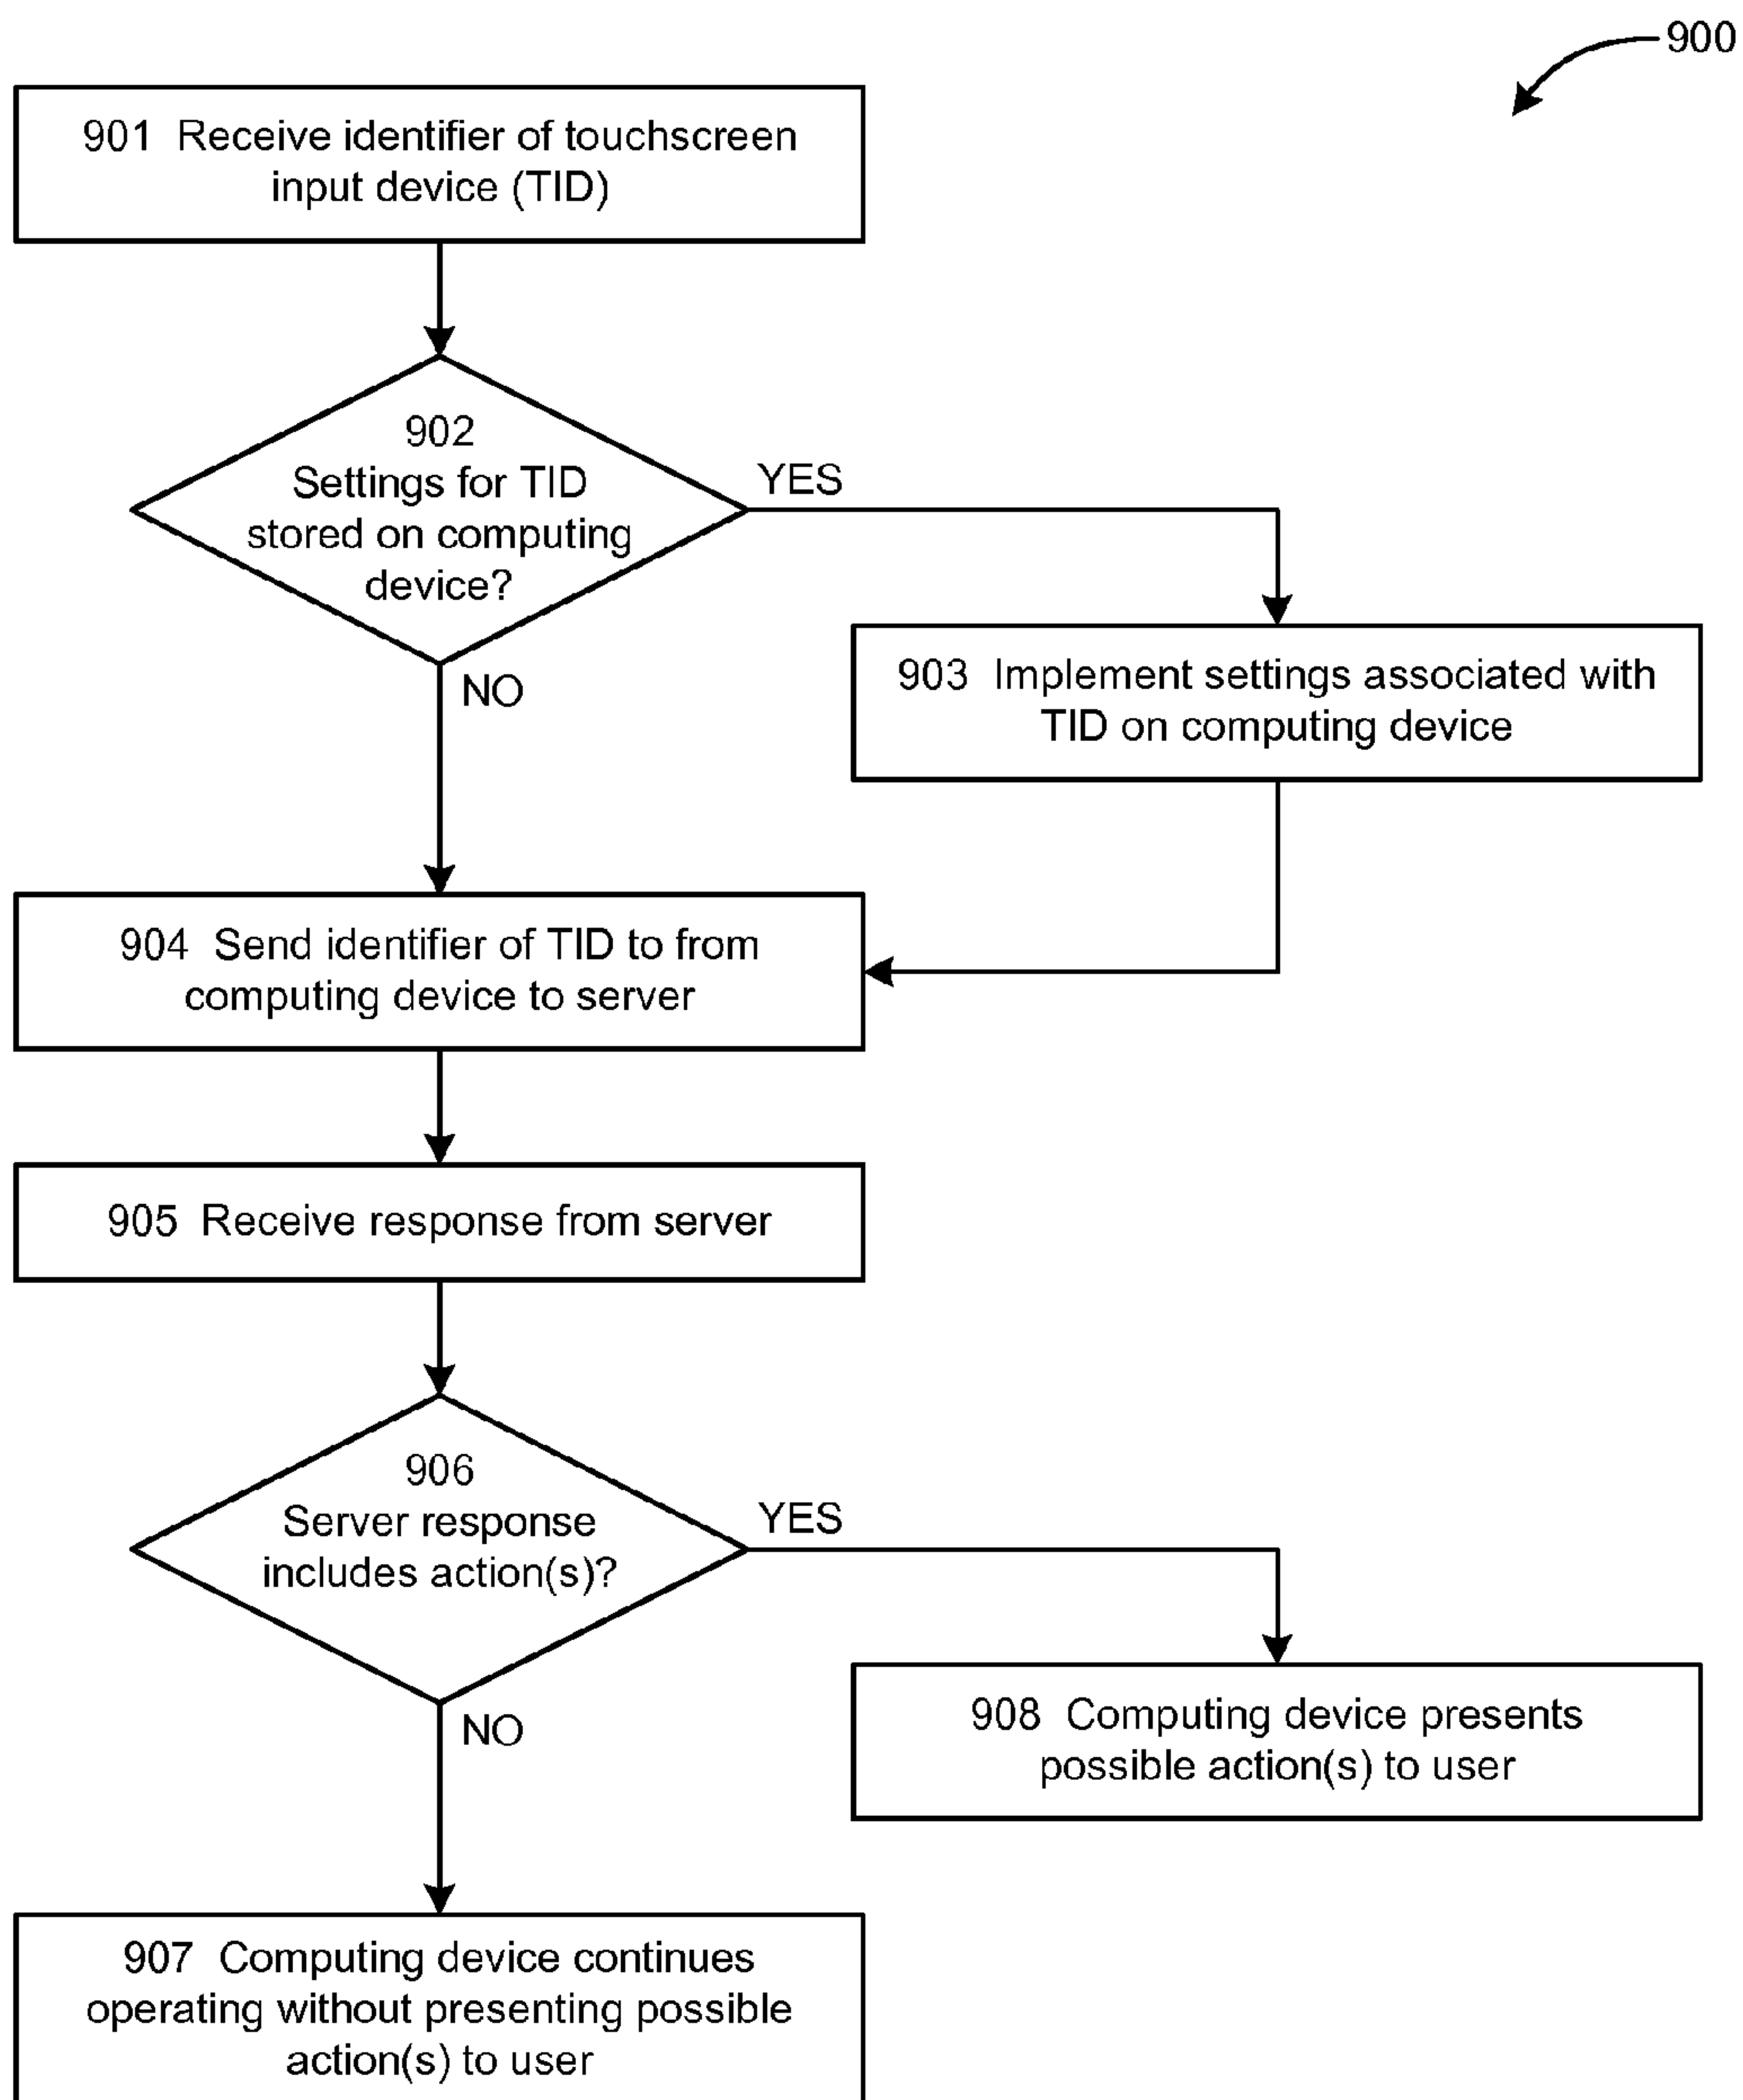 900
901 Receive identifier of touchscreen
input device (TID)
902
Settings for TID
stored on computing
device?
YES
NO
903 Implement settings associated with
TID on computing device
904 Send identifier of TID to from
computing device to server
905 Receive response from server
906
Server response
includes action(s)?
YES
NO
908 Computing device presents
possible action(s) to user
907 Computing device continues
operating without presenting possible
action(s) to user